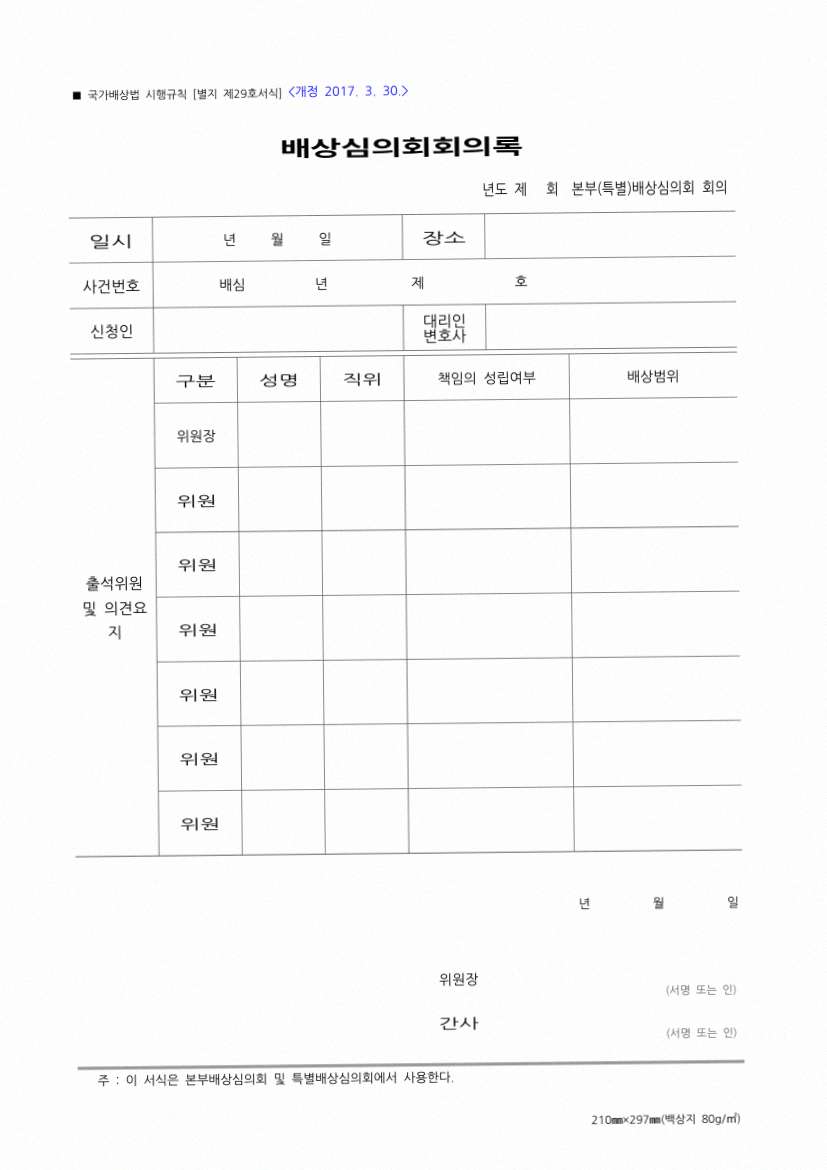 ■ 국가배상법 시행규칙 [별지 제29호서식] <개정 2017. 3. 30.>
배상심의회회의록
년도 제 회 본부(특별)배상심의회 회의
일시 년 월 일 장소
사건번호 배심 년 제 호
신청인 대리인
변호사
구분 성명 직위 책임의 성립여부 배상범위
위원장
위원
위원
출석위원
및 의견요
지
위원
위원
위원
위원
년 월 일
위원장 (서명 또는 인)
간사 (서명 또는 인)
주 : 이 서식은 본부배상심의회 및 특별배상심의회에서 사용한다.
210㎜×297㎜(백상지 80g/㎡)